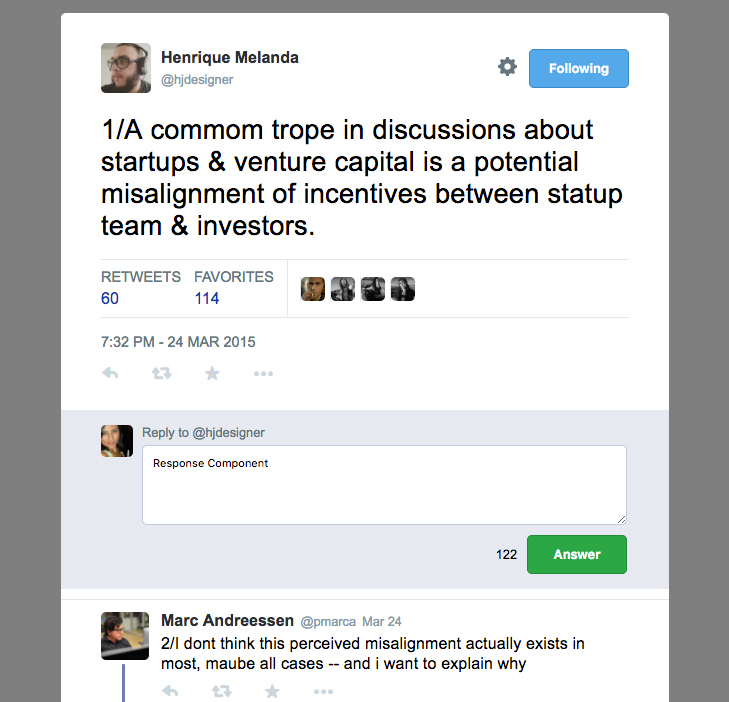 Henrique Melanda
@hjdesigner
Following
1/A commom trope in discussions about
startups & venture capital is a potential
misalignment of incentives between statup
team & investors.
RETWEETS FAVORITES
60 114
7:32 PM - 24 MAR 2015
Reply to @hjdesigner
Response Component
122 Answer
Marc Andreessen @pmarca Mar 24
2/I dont think this perceived misalignment actually exists in
most, maube all cases -- and i want to explain why